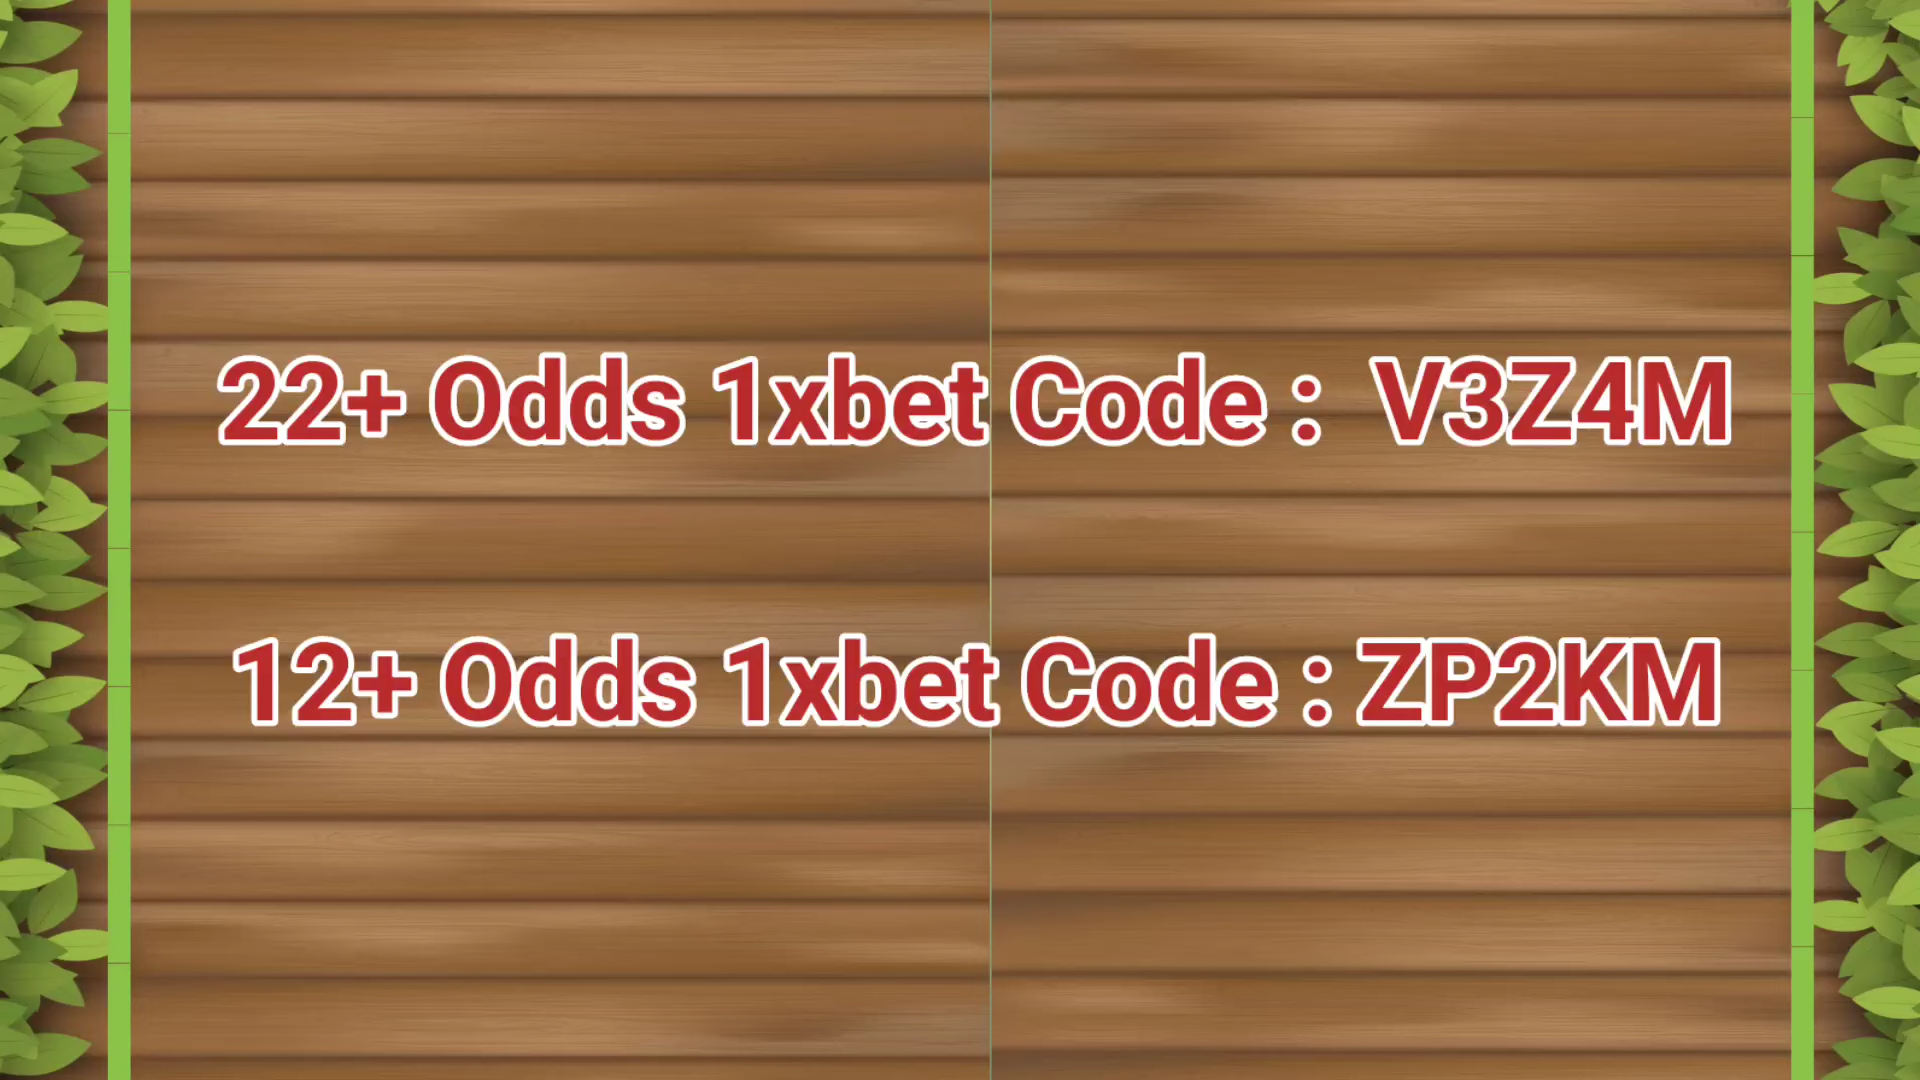 22+ Odds 1xbet Code : V3Z4M
12+ Odds 1xbet Code : ZP2KM